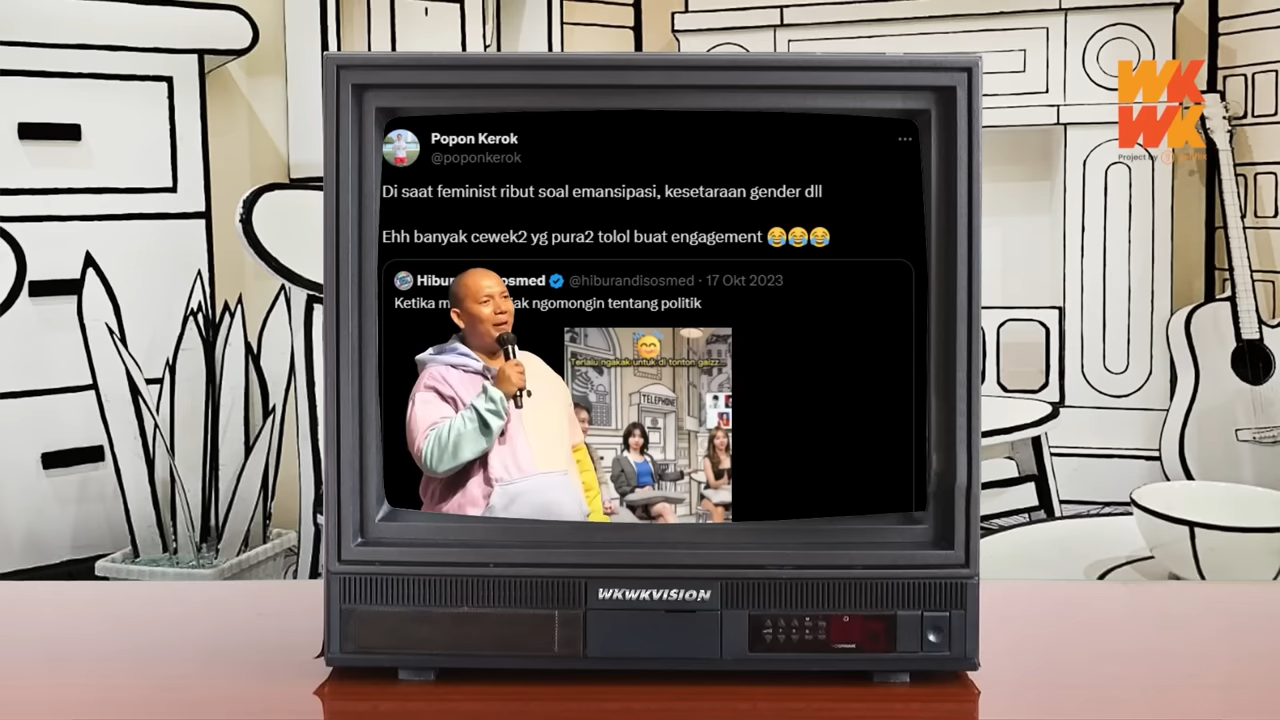 WK
WK
Project by
Popon Kerok
@poponkerok
Di saat feminist ribut soal emansipasi, kesetaraan gender dll
Ehh banyak cewek2 yg pura2 tolol buat engagement 😂😂😂
@hiburandisosmed · 17 Okt 2023
Ketika ngomongin tentang politik
Terlalu ngakak untuk di tonton gaizz
TELEPHONE
WKWKVISION